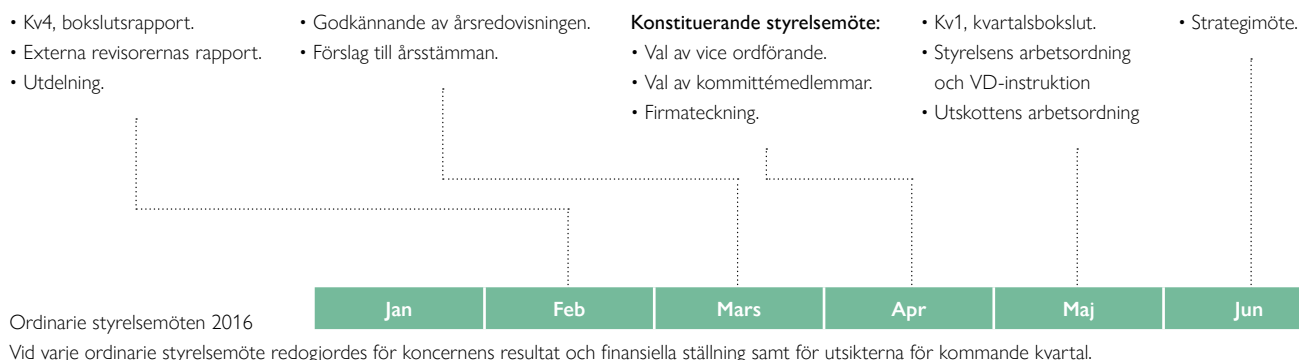 • Kv4, bokslutsrapport.
• Externa revisorernas rapport.
• Utdelning.
• Godkännande av årsredovisningen.
• Förslag till årsstämman.
Konstituerande styrelsemöte:
• Val av vice ordförande.
• Val av kommittémedlemmar.
• Firmateckning.
• Kv1, kvartalsbokslut.
• Styrelsens arbetsordning
och VD-instruktion
• Utskottens arbetsordning
• Strategimöte.
Jan Feb Mars Apr Maj Jun
Ordinarie styrelsemöten 2016
Vid varje ordinarie styrelsemöte redogjordes för koncernens resultat och finansiella ställning samt för utsikterna för kommande kvartal.